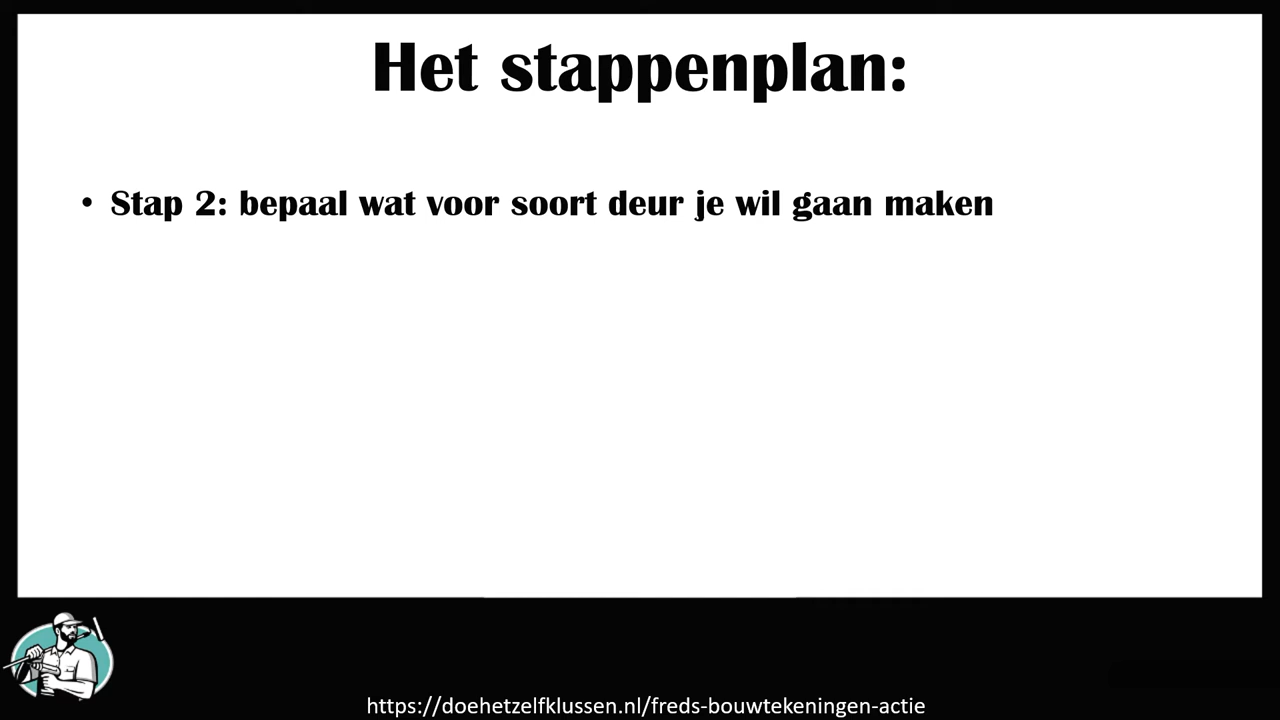 Het stappenplan:
• Stap 2: bepaal wat voor soort deur je wil gaan maken
https://doehetzelfklussen.nl/freds-bouwtekeningen-actie